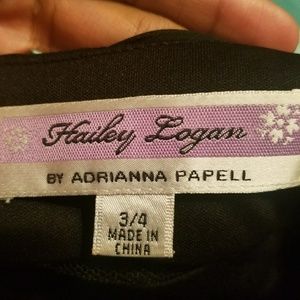 Hailey Logan
BY ADRIANNA PAPELL
3/4
MADE IN
CHINA